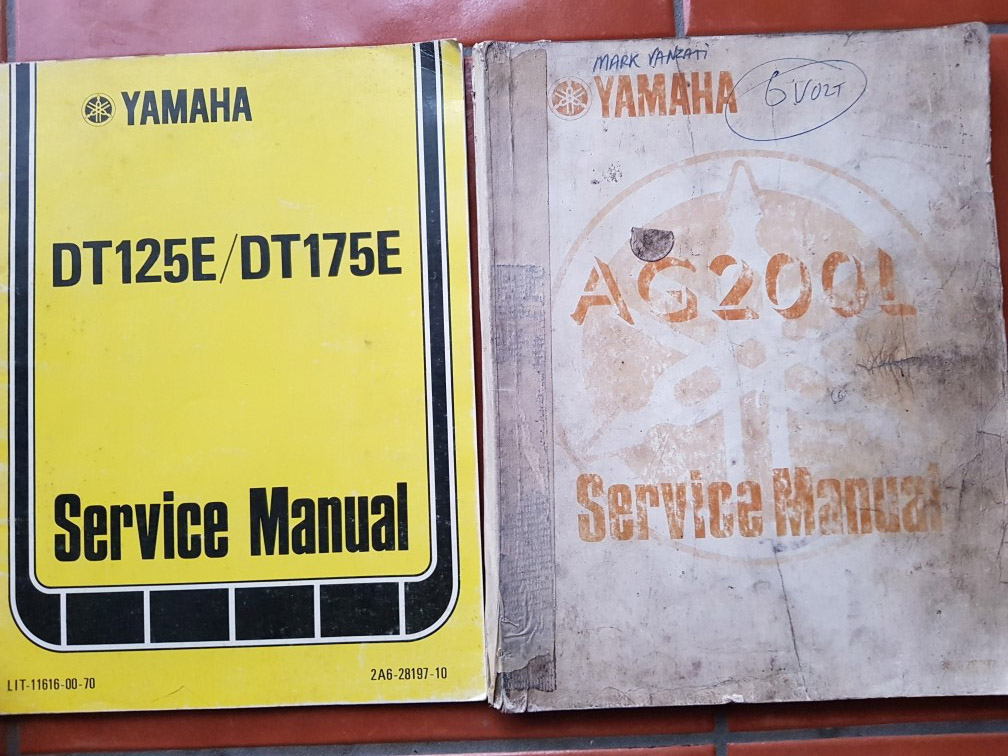 YAMAHA
DT125E/DT175E
Service Manual
LIT-11616-00-70
2A6-28197-10
MARK
YAMAHA
6 VOLT
AG200L
Service Manual